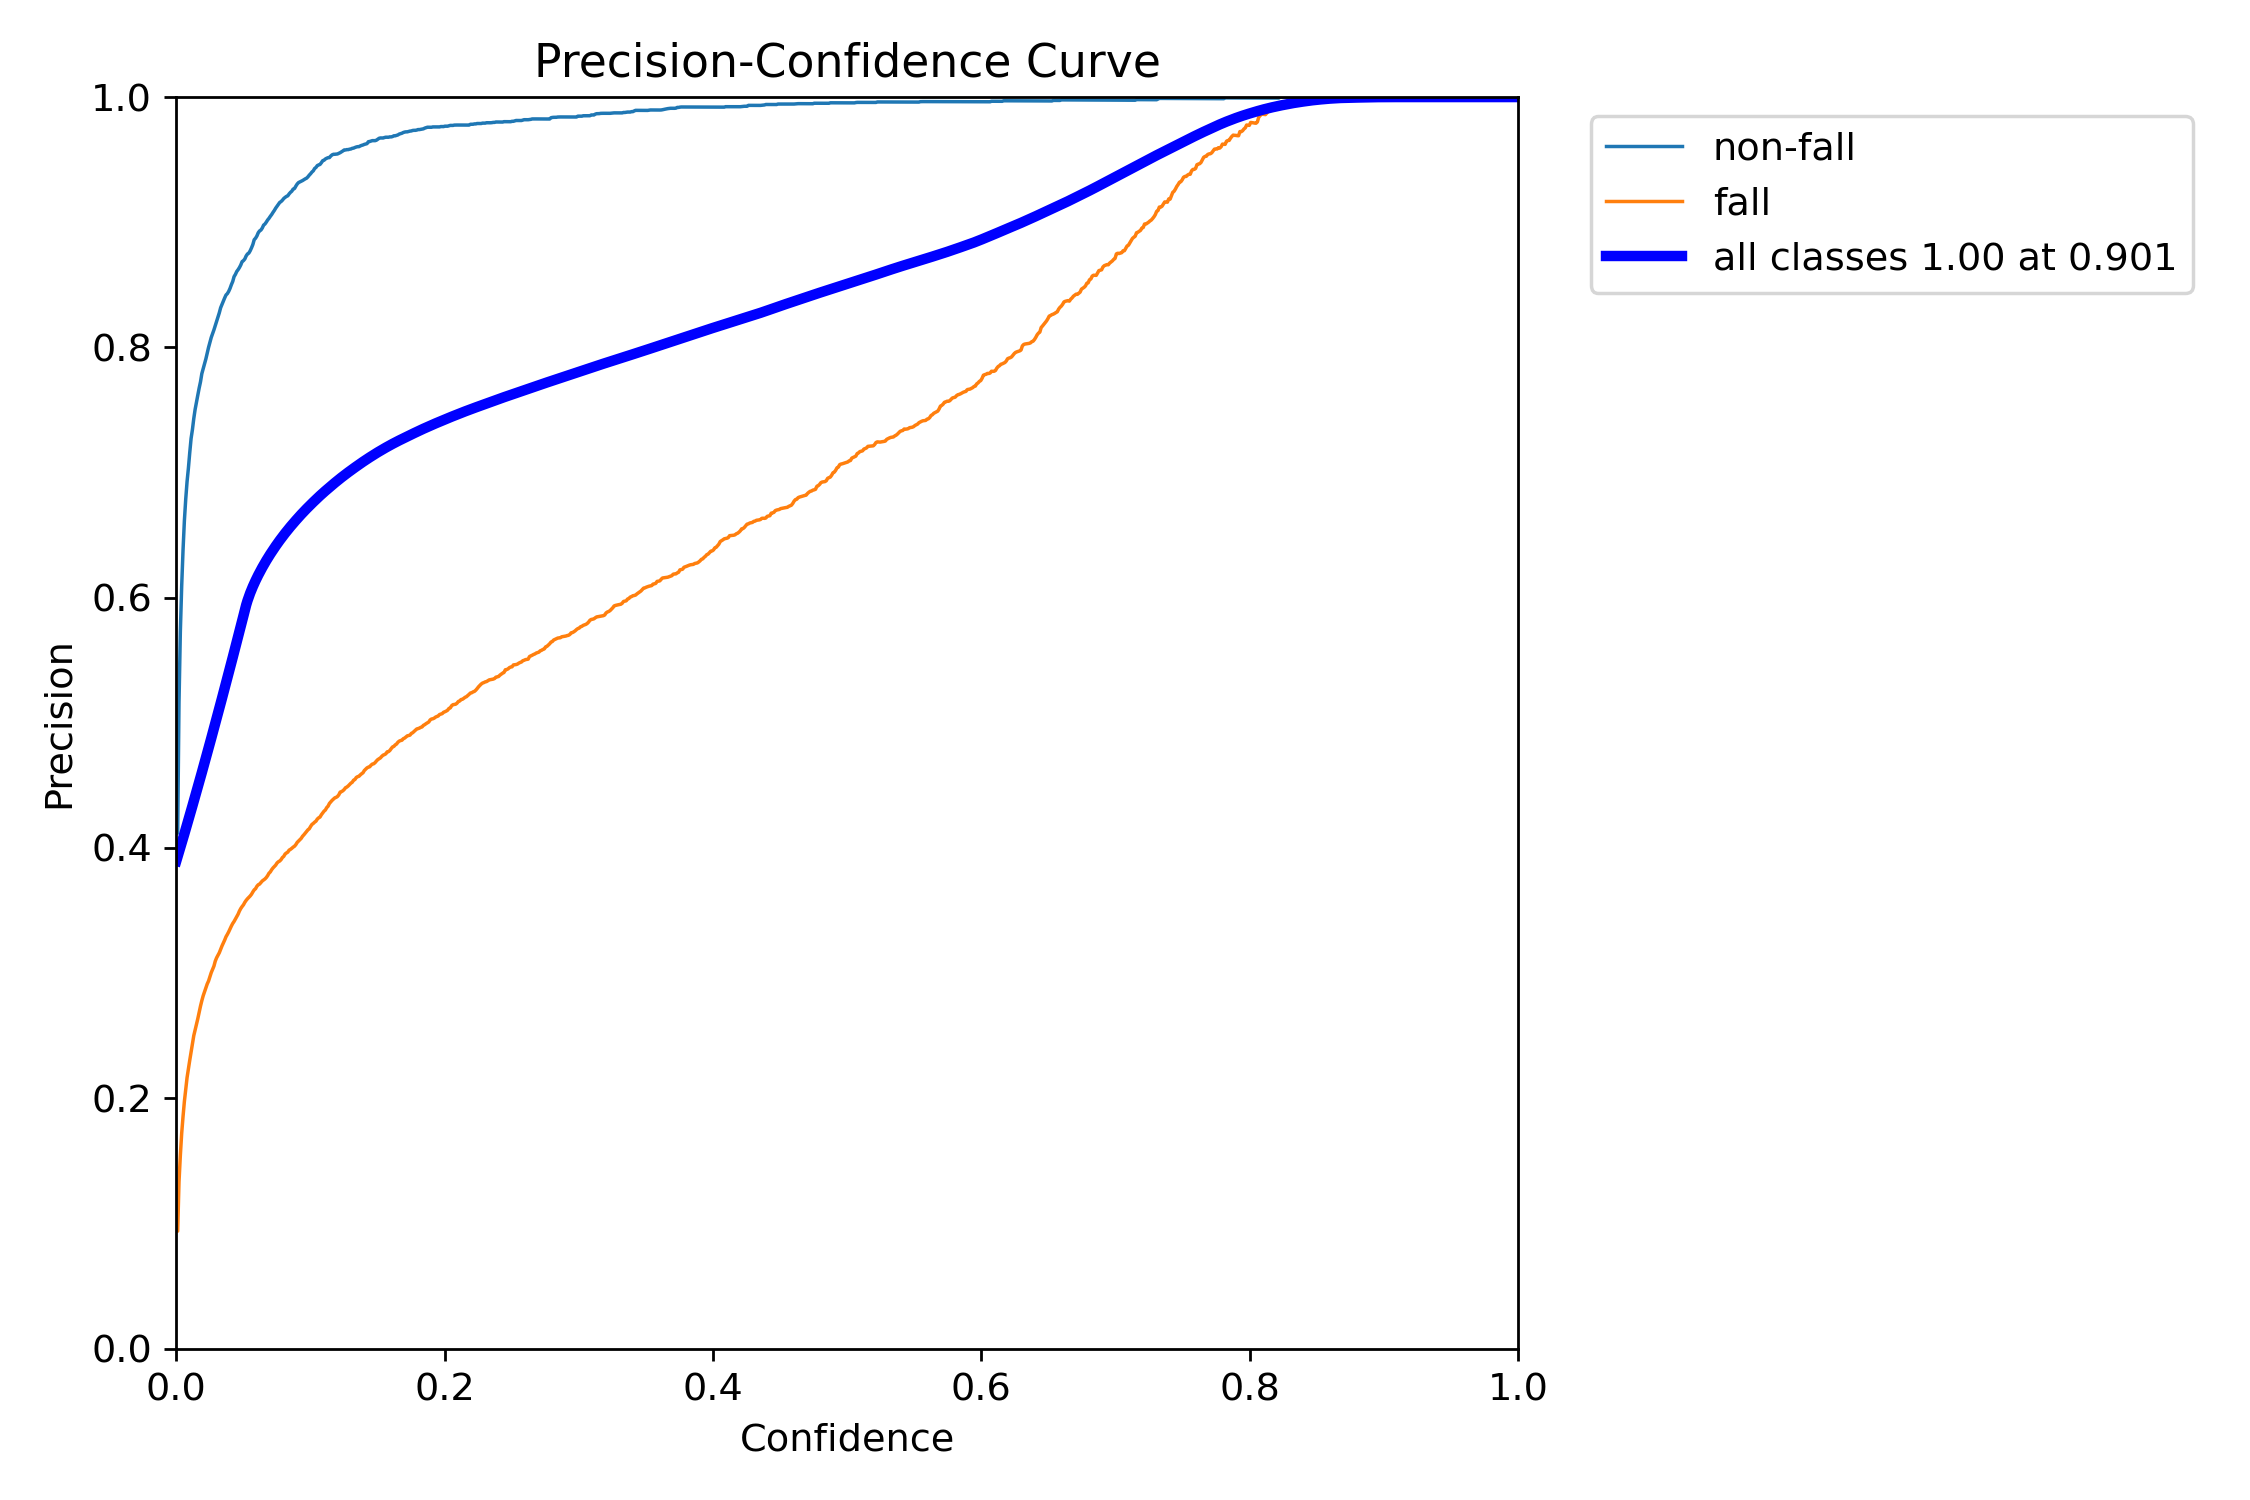 Precision-Confidence Curve
1.0
0.8
0.6
0.4
0.2
0.0
Precision
0.0 0.2 0.4 0.6 0.8 1.0
Confidence
non-fall
fall
all classes 1.00 at 0.901